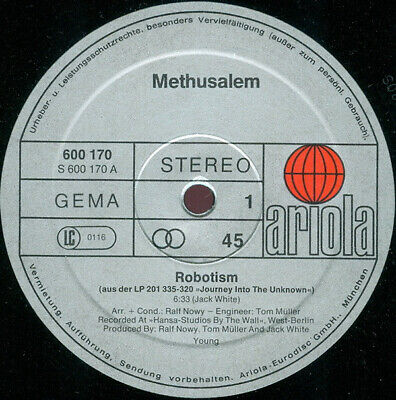 Urheber- u. Leistungsschutzrechte, besonders Vervielfältigung (außer zum persönl. Gebrauch),
Methusalem
600 170
S 600 170 A
STEREO
GEMA
1
LC 0116
45
ariola
Robotism
(aus der LP 201 335-320 »Journey Into The Unknown«)
6:33 (Jack White)
Arr. + Cond.: Ralf Nowy – Engineer: Tom Müller
Recorded At »Hansa-Studios By The Wall«, West-Berlin
Produced By: Ralf Nowy, Tom Müller And Jack White
Young
Vermietung, Aufführung, Sendung vorbehalten. Ariola-Eurodisc GmbH., München